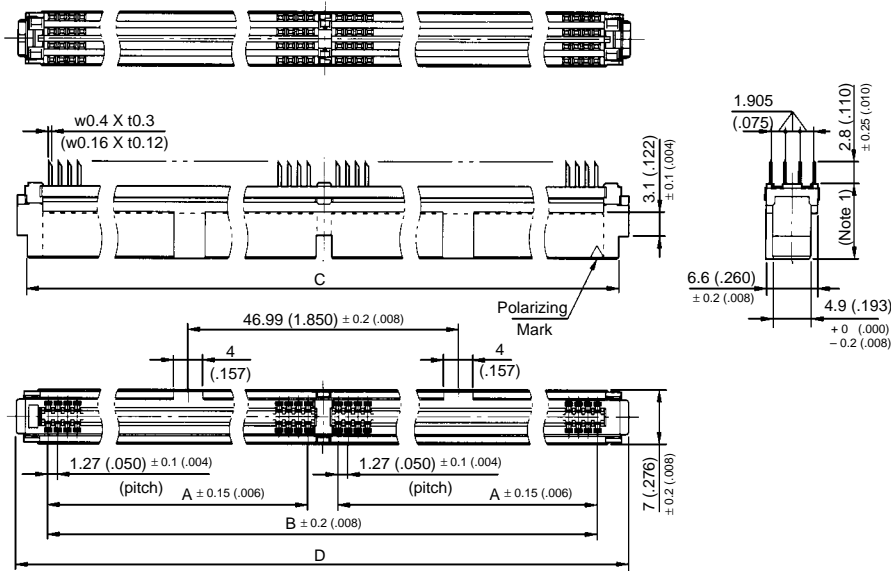 w0.4 X t0.3
(w0.16 X t0.12)
1.905
(.075)
2.8 (.110)
± 0.25 (.010)
3.1 (.122)
± 0.1 (.004)
(Note 1)
C
6.6 (.260)
± 0.2 (.008)
4.9 (.193)
+ 0 (.000)
– 0.2 (.008)
Polarizing
Mark
46.99 (1.850) ± 0.2 (.008)
4
(.157)
4
(.157)
1.27 (.050) ± 0.1 (.004)
(pitch)
1.27 (.050) ± 0.1 (.004)
(pitch)
7 (.276)
± 0.2 (.008)
A ± 0.15 (.006)
A ± 0.15 (.006)
B ± 0.2 (.008)
D